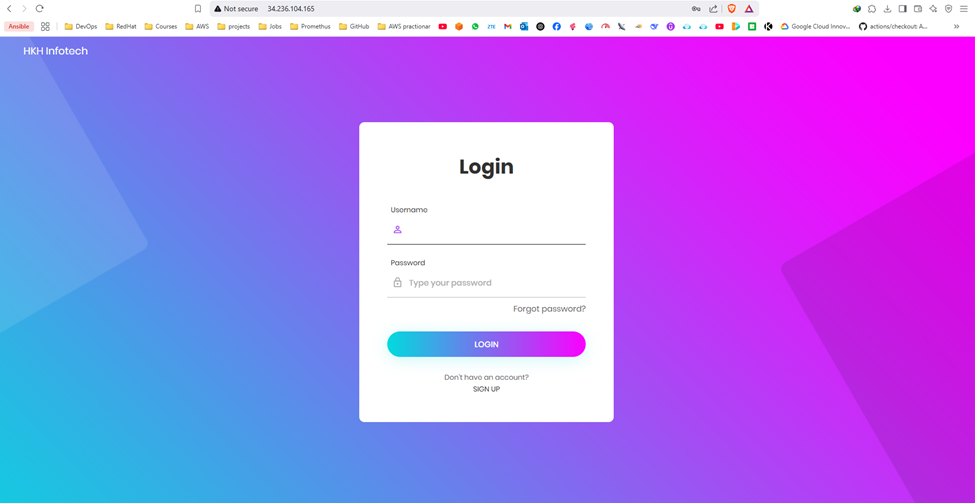 Not secure 34.236.104.165
Ansible DevOps RedHat Courses AWS projects Jobs Prometheus GitHub AWS practionar ZTE Google Cloud Innov... actions/checkout: A...
HKH Infotech
Login
Username
Password
Type your password
Forgot password?
LOGIN
Don't have an account?
SIGN UP